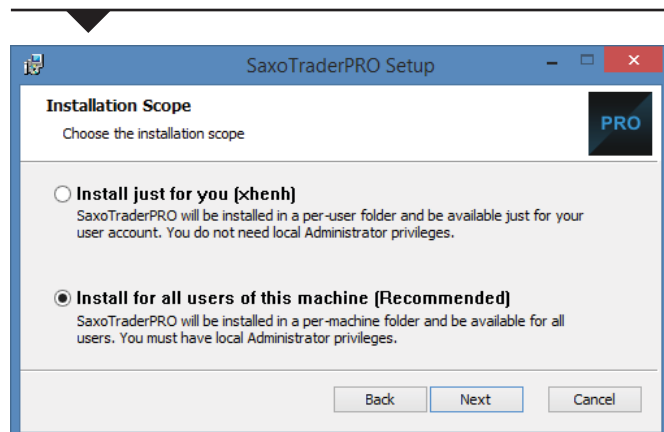 SaxoTraderPRO Setup
Installation Scope
Choose the installation scope
PRO
Install just for you (xhenh)
SaxoTraderPRO will be installed in a per-user folder and be available just for your
user account. You do not need local Administrator privileges.
Install for all users of this machine (Recommended)
SaxoTraderPRO will be installed in a per-machine folder and be available for all
users. You must have local Administrator privileges.
Back Next Cancel